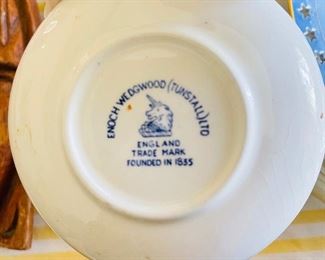 ENOCH WEDGWOOD (TUNSTALL) LTD
ENGLAND
TRADE MARK
FOUNDED IN 1835